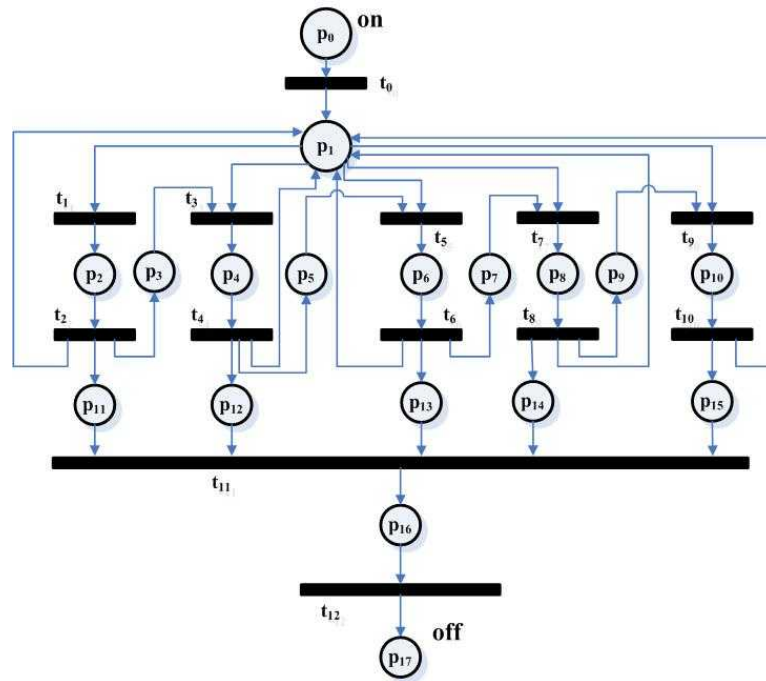 on
p0
t0
p1
t1 t3 t5 t7 t9
p2 p3 p4 p5 p6 p7 p8 p9 p10
t2 t4 t6 t8 t10
p11 p12 p13 p14 p15
t11
p16
t12
off
p17